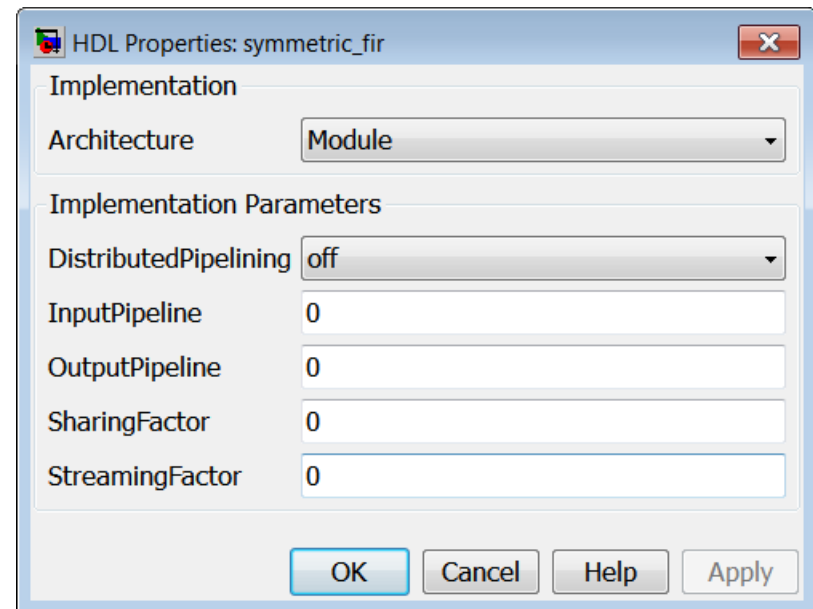 HDL Properties: symmetric_fir
Implementation
Architecture Module
Implementation Parameters
DistributedPipelining off
InputPipeline 0
OutputPipeline 0
SharingFactor 0
StreamingFactor 0
OK Cancel Help Apply